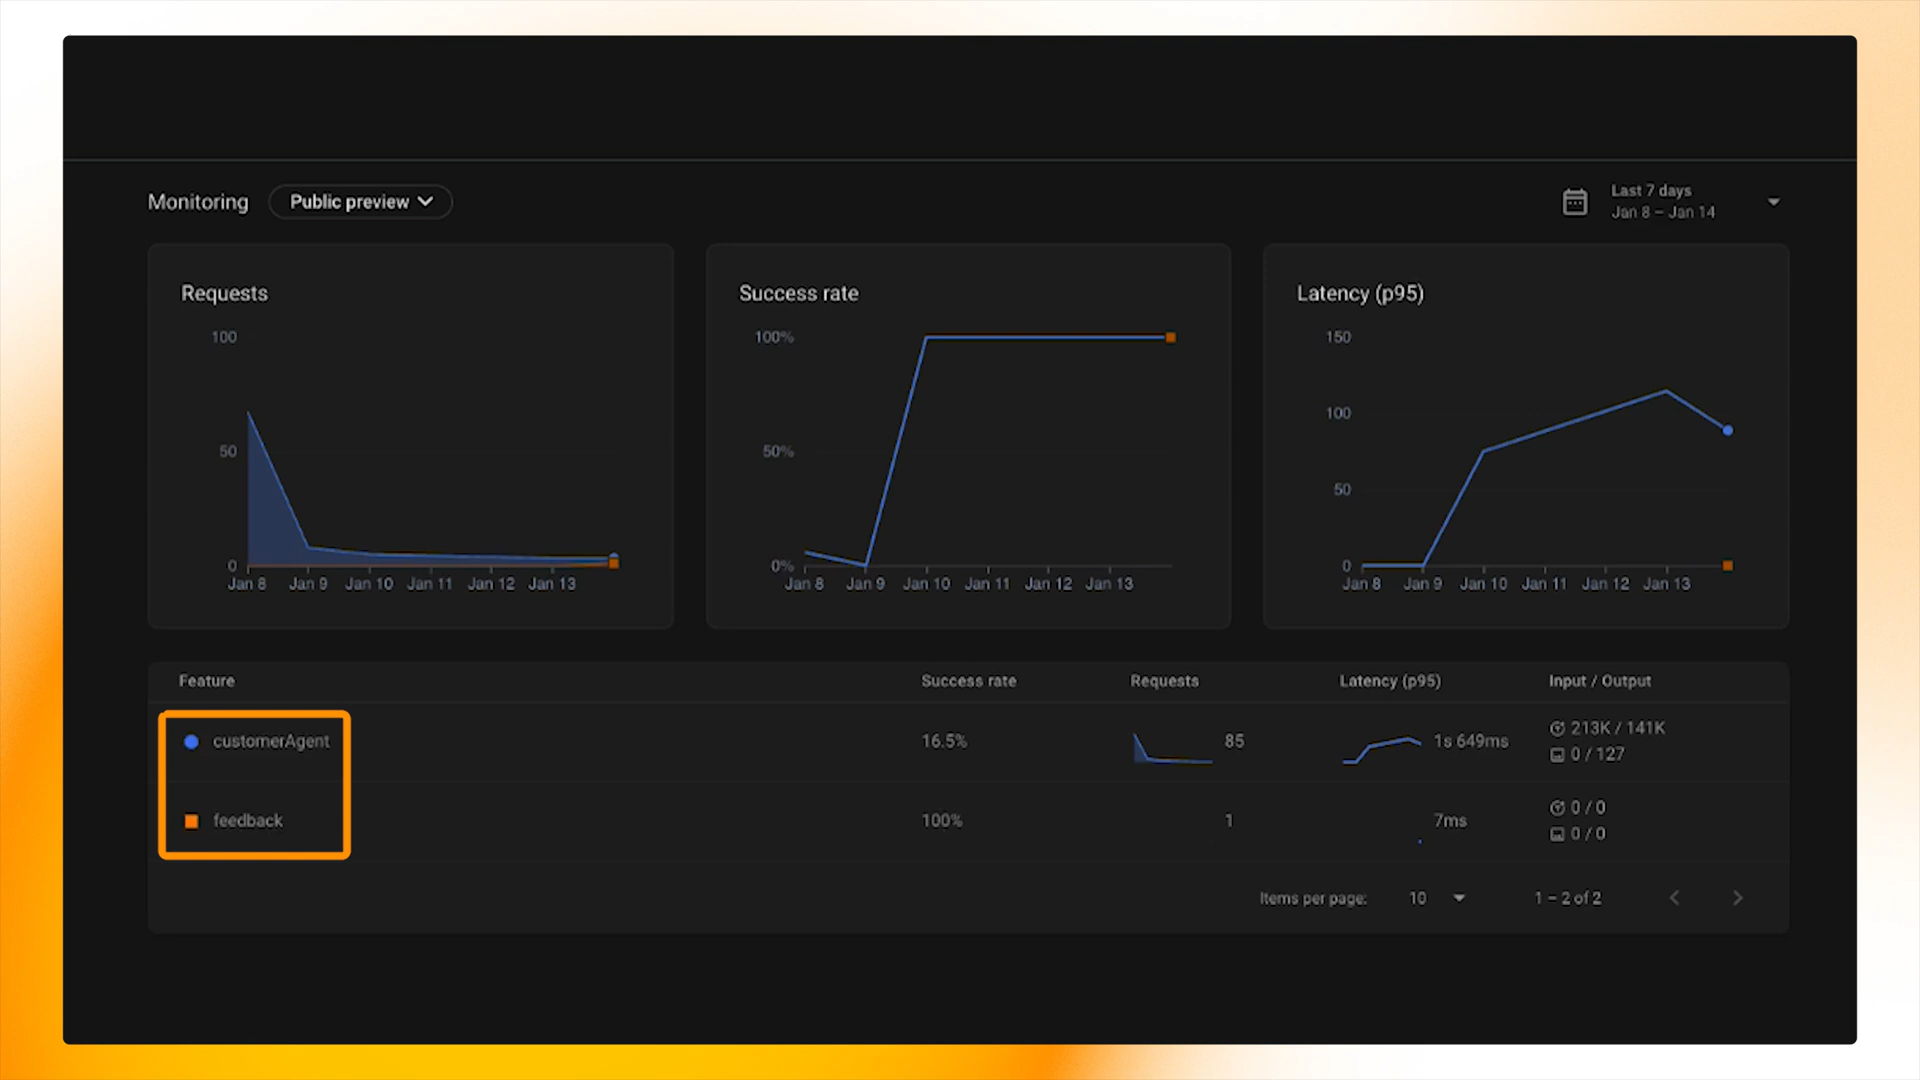 Monitoring
Public preview
Last 7 days
Jan 8 – Jan 14
Requests
100
50
0
Jan 8 Jan 9 Jan 10 Jan 11 Jan 12 Jan 13
Success rate
100%
50%
0%
Jan 8 Jan 9 Jan 10 Jan 11 Jan 12 Jan 13
Latency (p95)
150
100
50
0
Jan 8 Jan 9 Jan 10 Jan 11 Jan 12 Jan 13
Feature Success rate Requests Latency (p95) Input / Output
customerAgent 16.5% 85 1s 649ms 213K / 141K
0 / 127
feedback 100% 1 7ms 0 / 0
0 / 0
Items per page: 10 1 – 2 of 2